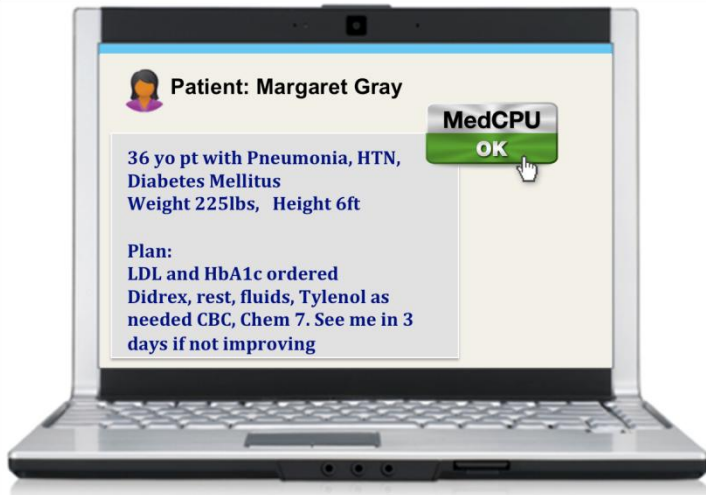 Patient: Margaret Gray
MedCPU
OK
36 yo pt with Pneumonia, HTN,
Diabetes Mellitus
Weight 225lbs, Height 6ft
Plan:
LDL and HbA1c ordered
Didrex, rest, fluids, Tylenol as
needed CBC, Chem 7. See me in 3
days if not improving